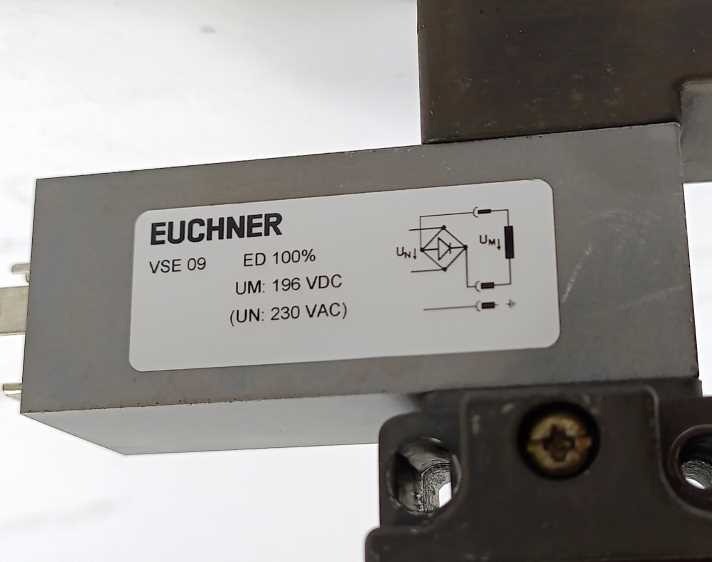 EUCHNER
VSE 09 ED 100%
UM: 196 VDC
(UN: 230 VAC)
UN
UM